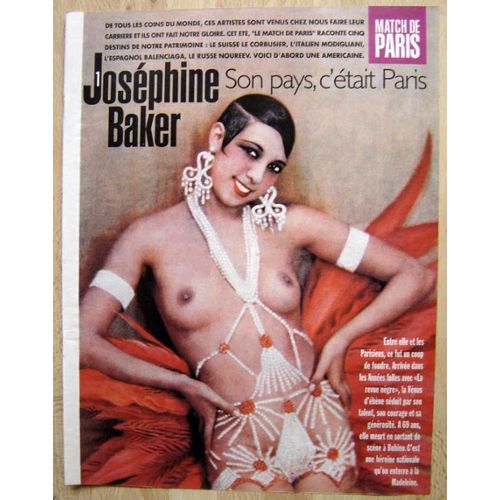 DE TOUS LES COINS DU MONDE, CES ARTISTES SONT VENUS CHEZ NOUS FAIRE LEUR
CARRIERE ET ILS ONT FAIT NOTRE GLOIRE. CET ETE, "LE MATCH DE PARIS" RACONTE CINQ
DESTINS DE NOTRE PATRIMOINE : LE SUISSE LE CORBUSIER, L'ITALIEN MODIGLIANI,
L'ESPAGNOL BALENCIAGA, LE RUSSE NOUREEV. VOICI D'ABORD UNE AMERICAINE.
MATCH DE
PARIS
1
Joséphine
Baker
Son pays, c'était Paris
Entre elle et les
Parisiens, ce fut un coup
de foudre. Arrivée dans
les Années folles avec «La
revue nègre», la Vénus
d'ébène séduit par son
talent, son courage et sa
générosité. A 69 ans,
elle meurt en sortant de
scène à Bobino. C'est
une héroïne nationale
qu'on enterre à la
Madeleine.